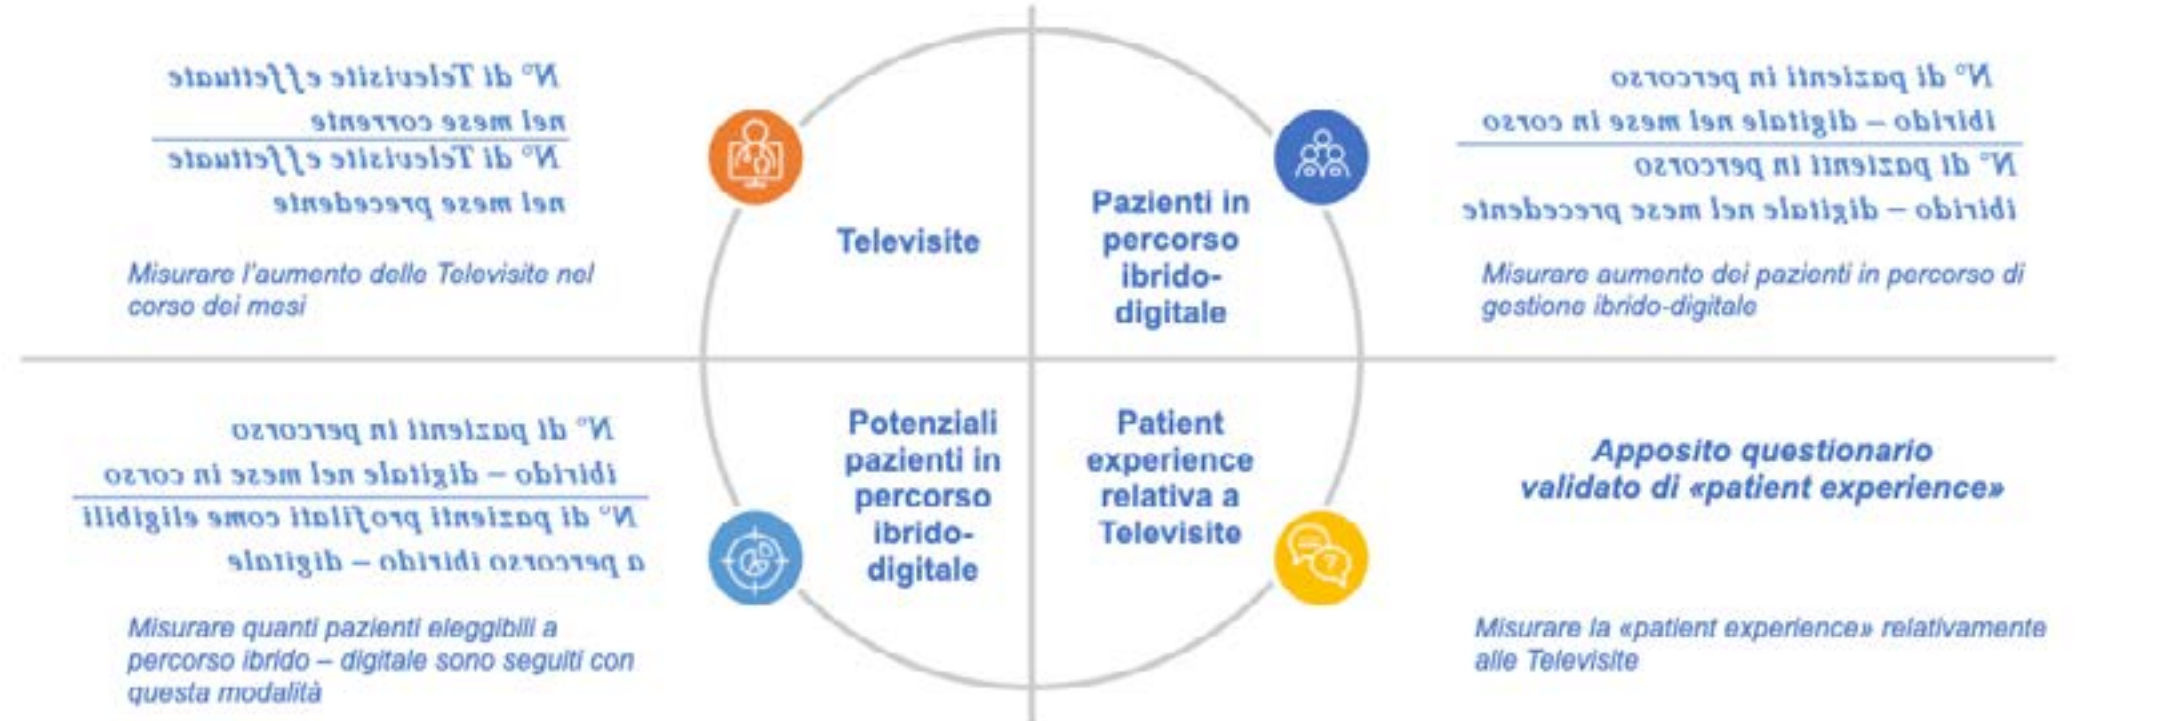 N° di Televisite effettuate
nel mese corrente
N° di Televisite effettuate
nel mese precedente
Misurare l'aumento delle Televisite nel
corso dei mesi
Televisite
Pazienti in
percorso
ibrido-
digitale
N° di pazienti in percorso
ibirido – digitale nel mese in corso
N° di pazienti in percorso
ibirido – digitale nel mese precedente
Misurare aumento dei pazienti in percorso di
gestione ibrido-digitale
N° di pazienti in percorso
ibirido – digitale nel mese in corso
N° di pazienti profilati come eligibili
a percorso ibirido – digitale
Misurare quanti pazienti eleggibili a
percorso ibrido – digitale sono seguiti con
questa modalità
Potenziali
pazienti in
percorso
ibrido-
digitale
Patient
experience
relativa a
Televisite
Apposito questionario
validato di «patient experience»
Misurare la «patient experience» relativamente
alle Televisite